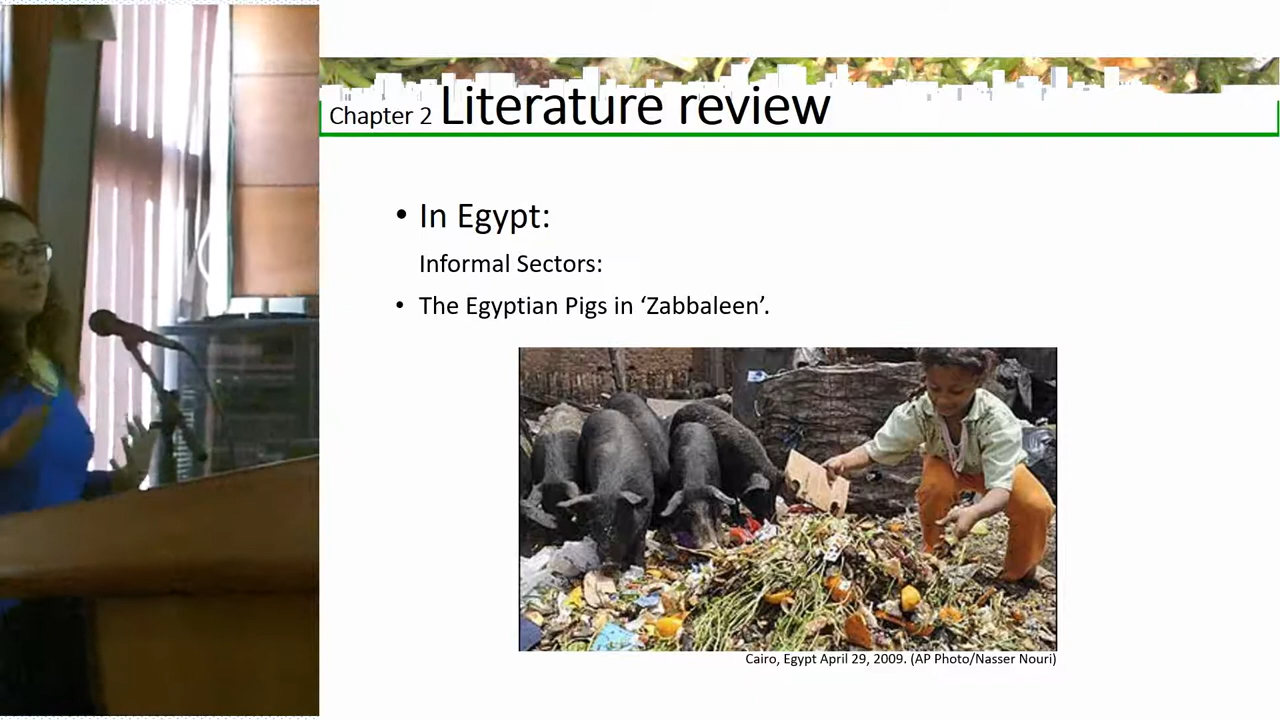 Chapter 2 Literature review
• In Egypt:
Informal Sectors:
• The Egyptian Pigs in ‘Zabbaleen’.
Cairo, Egypt April 29, 2009. (AP Photo/Nasser Nouri)